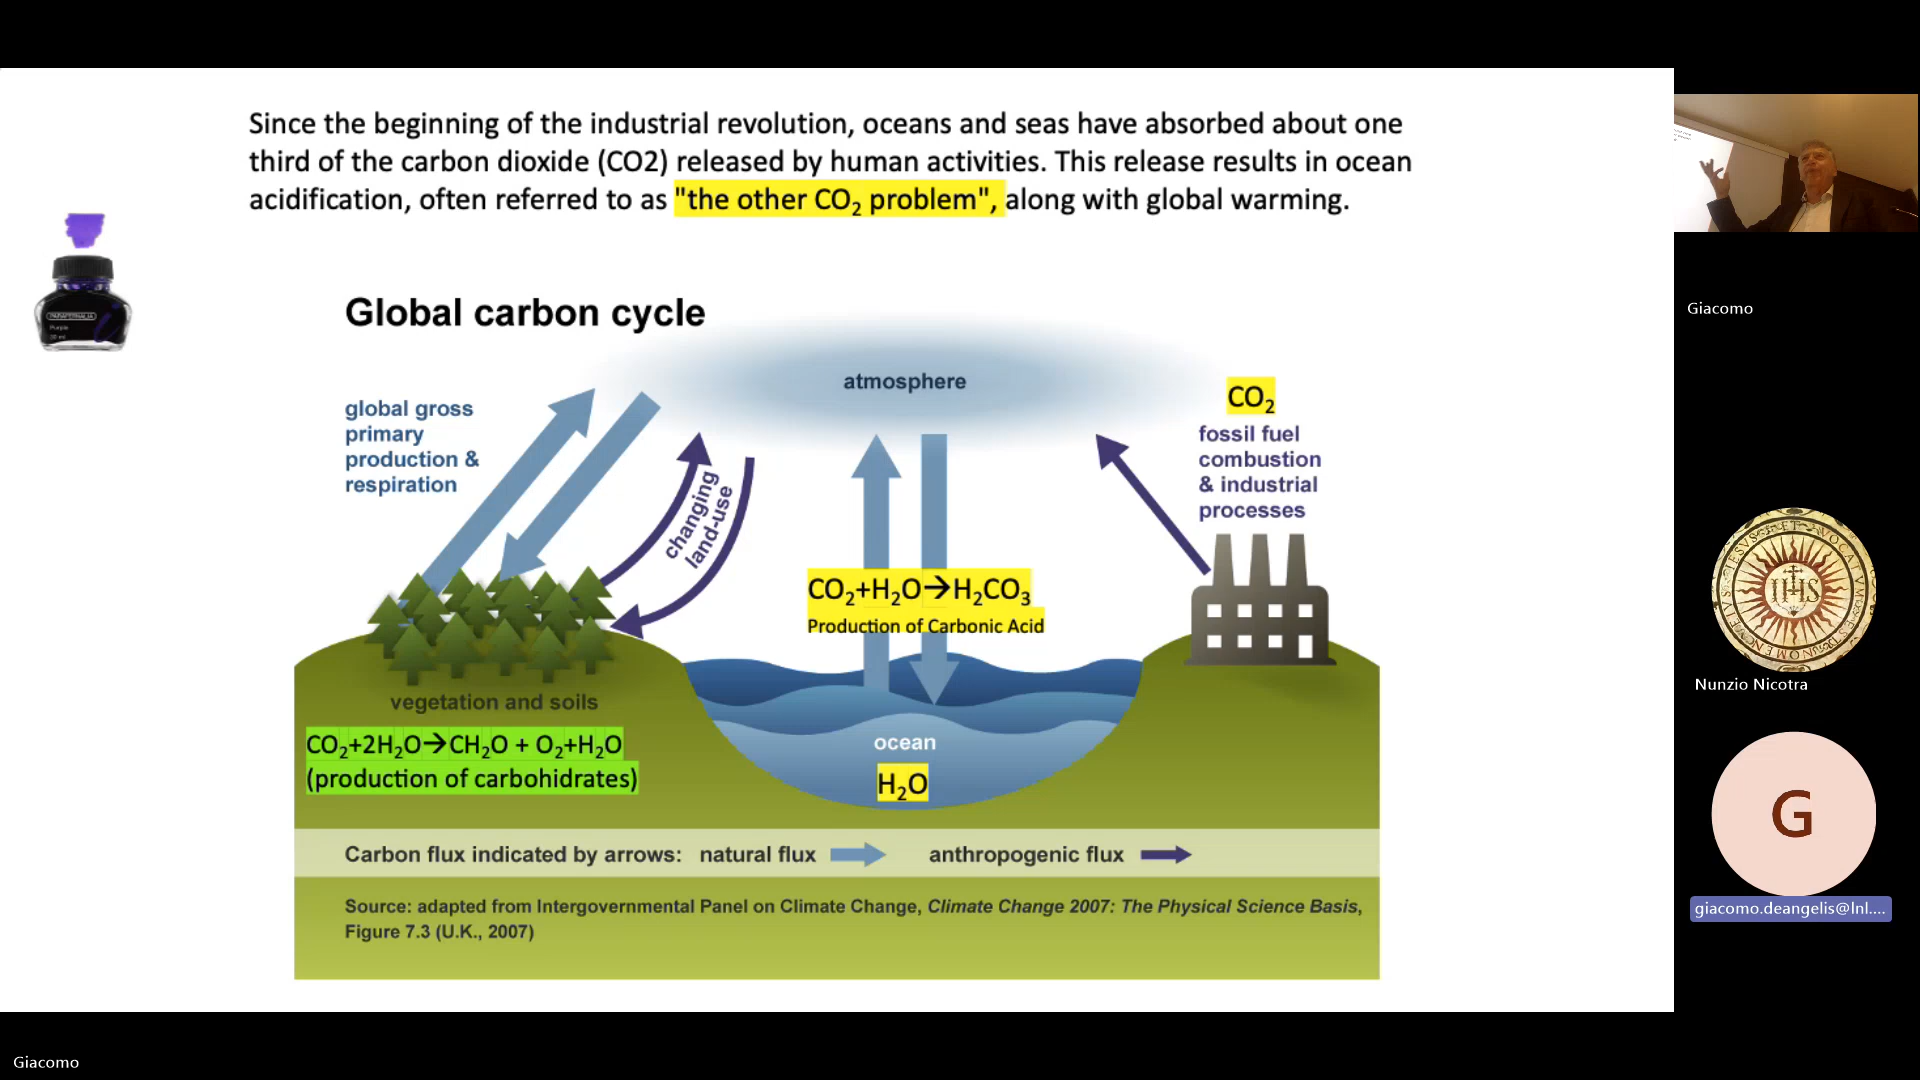 Since the beginning of the industrial revolution, oceans and seas have absorbed about one
third of the carbon dioxide (CO2) released by human activities. This release results in ocean
acidification, often referred to as "the other CO₂ problem", along with global warming.
Global carbon cycle
atmosphere
CO₂
global gross
primary
production &
respiration
fossil fuel
combustion
& industrial
processes
changing
land-use
CO₂+H₂O→H₂CO₃
Production of Carbonic Acid
vegetation and soils
CO₂+2H₂O→CH₂O + O₂+H₂O
(production of carbohidrates)
ocean
H₂O
Carbon flux indicated by arrows: natural flux anthropogenic flux
Source: adapted from Intergovernmental Panel on Climate Change, Climate Change 2007: The Physical Science Basis,
Figure 7.3 (U.K., 2007)
Purple
Giacomo
IHS
Nunzio Nicotra
G
giacomo.deangelis@lnl....
Giacomo